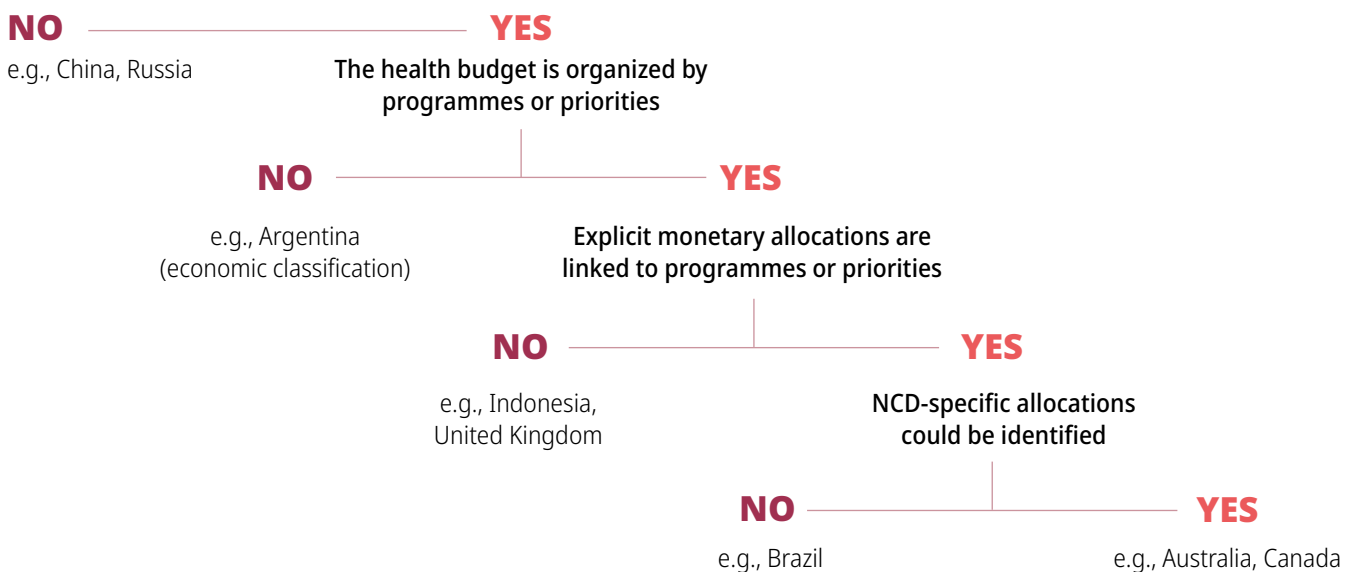 NO YES
e.g., China, Russia
The health budget is organized by
programmes or priorities
NO YES
e.g., Argentina
(economic classification)
Explicit monetary allocations are
linked to programmes or priorities
NO YES
e.g., Indonesia,
United Kingdom
NCD-specific allocations
could be identified
NO YES
e.g., Brazil
e.g., Australia, Canada